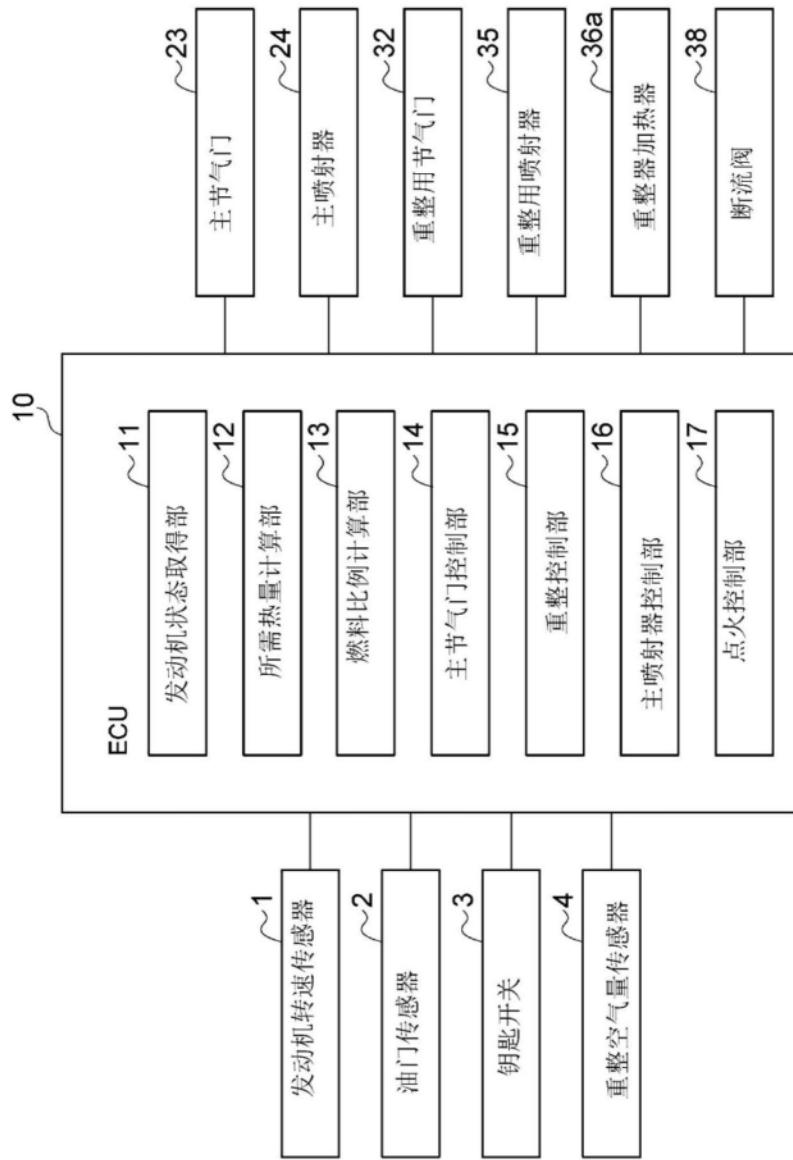 10
ECU
发动机转速传感器
1
油门传感器
2
钥匙开关
3
重整空气量传感器
4
发动机状态取得部
11
所需热量计算部
12
燃料比例计算部
13
主节气门控制部
14
重整控制部
15
主喷射器控制部
16
点火控制部
17
主节气门
23
主喷射器
24
重整用节气门
32
重整用喷射器
35
重整器加热器
36a
断流阀
38